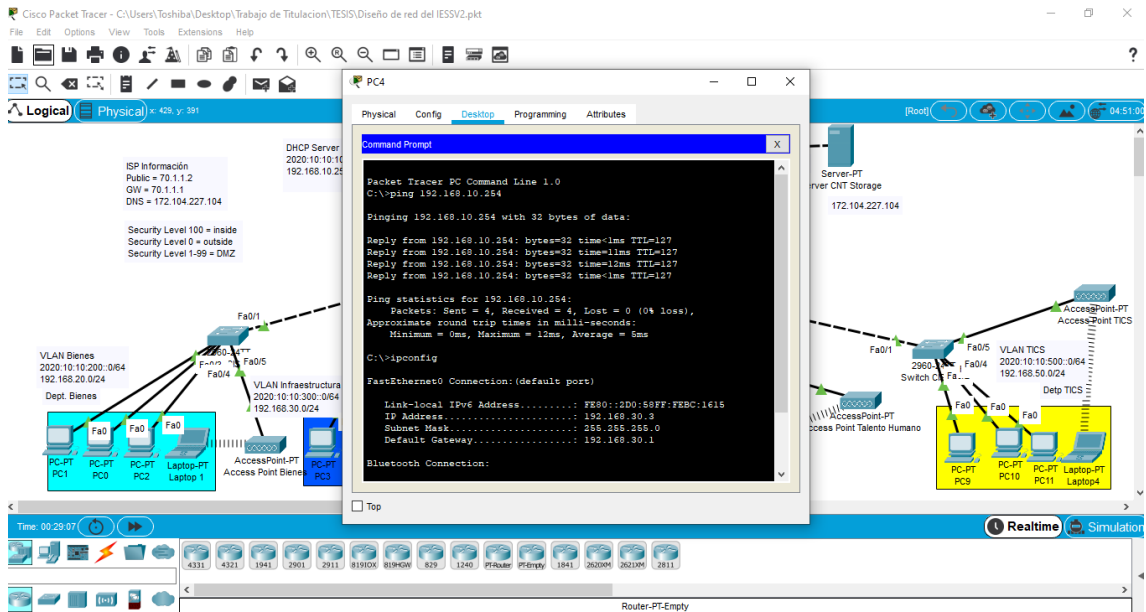 Cisco Packet Tracer - C:\Users\Toshiba\Desktop\Trabajo de Titulacion\TESIS\Diseño de red del IESSV2.pkt
File Edit Options View Tools Extensions Help
?
Logical Physical x: 429, y: 391
[Root]
04:51:00
PC4
Physical Config Desktop Programming Attributes
Command Prompt
X
Packet Tracer PC Command Line 1.0
C:\>ping 192.168.10.254
Pinging 192.168.10.254 with 32 bytes of data:
Reply from 192.168.10.254: bytes=32 time<1ms TTL=127
Reply from 192.168.10.254: bytes=32 time=11ms TTL=127
Reply from 192.168.10.254: bytes=32 time=12ms TTL=127
Reply from 192.168.10.254: bytes=32 time<1ms TTL=127
Ping statistics for 192.168.10.254:
Packets: Sent = 4, Received = 4, Lost = 0 (0% loss),
Approximate round trip times in milli-seconds:
Minimum = 0ms, Maximum = 12ms, Average = 5ms
C:\>ipconfig
FastEthernet0 Connection:(default port)
Link-local IPv6 Address.........: FE80::2D0:58FF:FEBC:1615
IP Address......................: 192.168.30.3
Subnet Mask.....................: 255.255.255.0
Default Gateway.................: 192.168.30.1
Bluetooth Connection:
Top
DHCP Server
2020:10:10:10
192.168.10.25
ISP Información
Public = 70.1.1.2
GW = 70.1.1.1
DNS = 172.104.227.104
Security Level 100 = inside
Security Level 0 = outside
Security Level 1-99 = DMZ
Fa0/1
Fa0/5
Fa0/4
VLAN Bienes
2020:10:10:200::0/64
192.168.20.0/24
Dept. Bienes
VLAN Infraestructura
2020:10:10:300::0/64
192.168.30.0/24
Fa0
Fa0
Fa0
PC-PT
PC1
PC-PT
PC0
PC-PT
PC2
Laptop-PT
Laptop 1
AccessPoint-PT
Access Point Bienes
PC-PT
PC3
Server-PT
rver CNT Storage
172.104.227.104
AccessPoint-PT
Access Point TICS
Fa0/1
Fa0/5
Fa0/4
VLAN TICS
2020:10:10:500::0/64
192.168.50.0/24
Detp TICS
Switch
AccessPoint-PT
ccess Point Talento Humano
Fa0
Fa0
Fa0
PC-PT
PC9
PC-PT
PC10
PC-PT
PC11
Laptop-PT
Laptop4
Time: 00:29:07
Realtime
Simulation
4331 4321 1941 2901 2911 819IOX 819HGW 829 1240 PT-Router PT-Empty 1841 2620XM 2621XM 2811
Router-PT-Empty